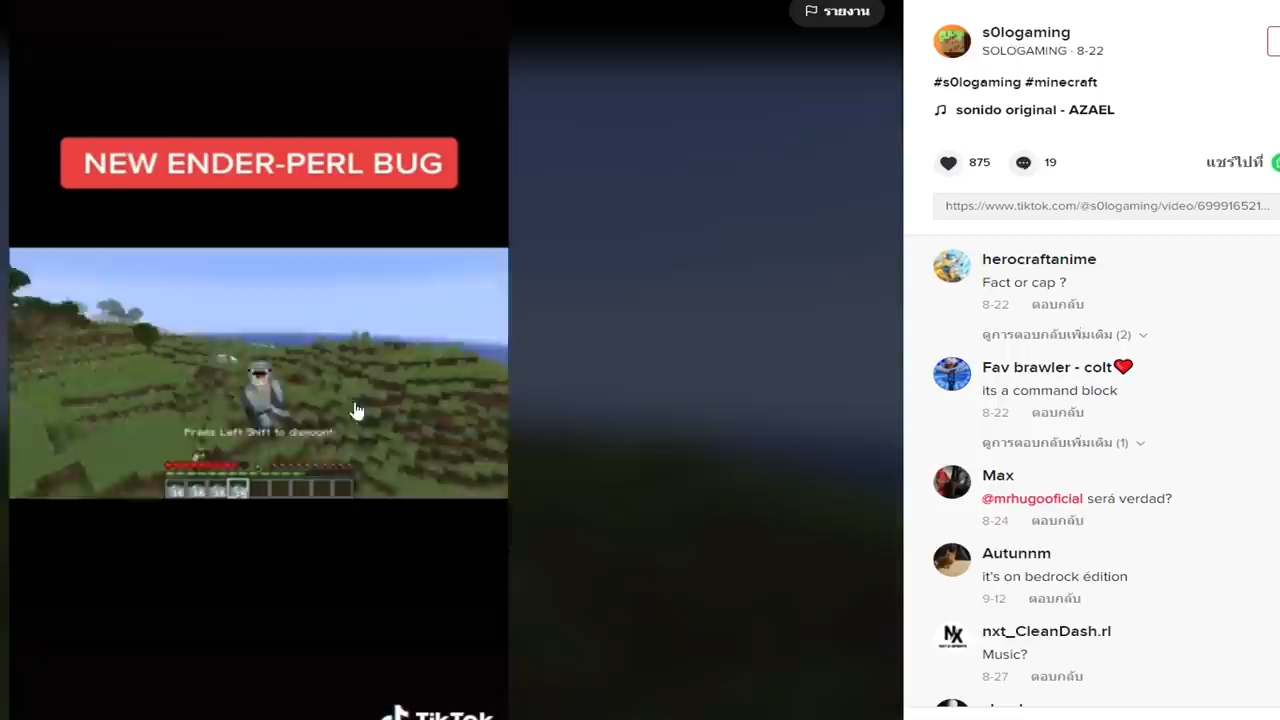 รายงาน
NEW ENDER-PERL BUG
Press Left Shift to dismount
TikTok
s0logaming
SOLOGAMING · 8-22
#s0logaming #minecraft
sonido original - AZAEL
875
19
แชร์ไปที่
https://www.tiktok.com/@s0logaming/video/699916521...
herocraftanime
Fact or cap ?
8-22 ตอบกลับ
ดูการตอบกลับเพิ่มเติม (2)
Fav brawler - colt❤️
its a command block
8-22 ตอบกลับ
ดูการตอบกลับเพิ่มเติม (1)
Max
@mrhugooficial será verdad?
8-24 ตอบกลับ
Autunnm
it's on bedrock édition
9-12 ตอบกลับ
nxt_CleanDash.rl
Music?
8-27 ตอบกลับ